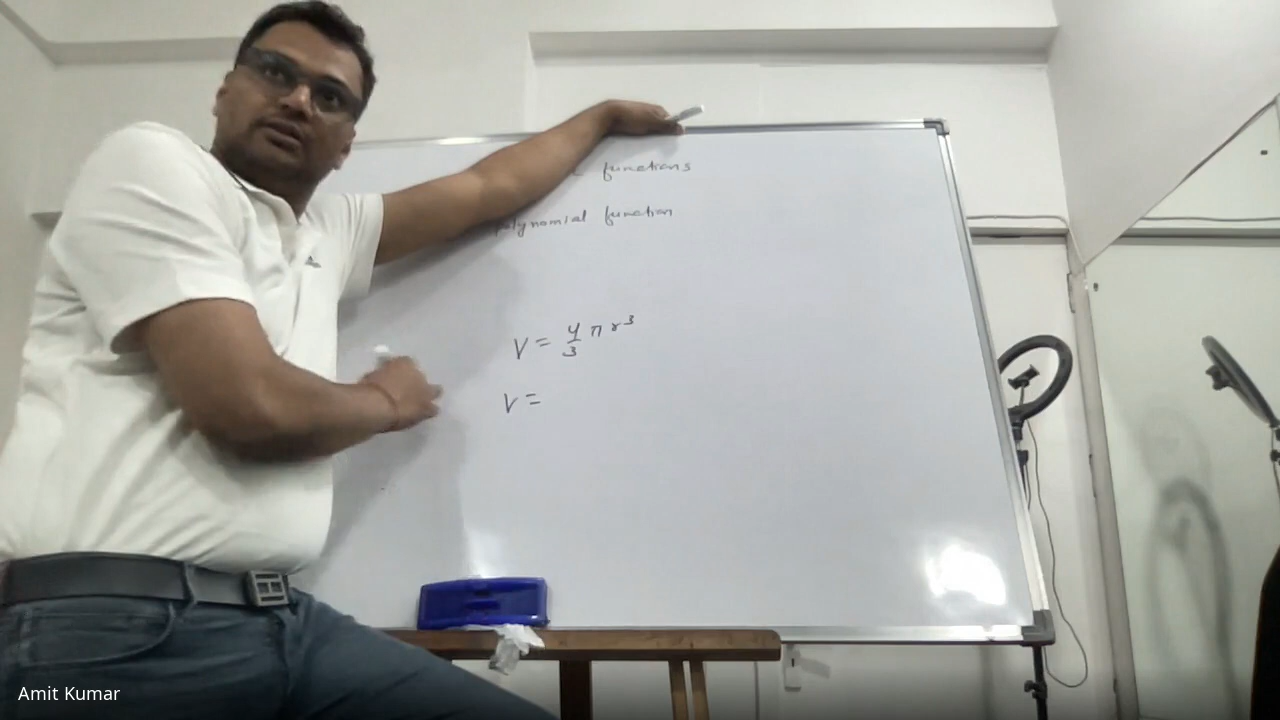 functions
polynomial function
V = 4/3 π r³
V =
Amit Kumar